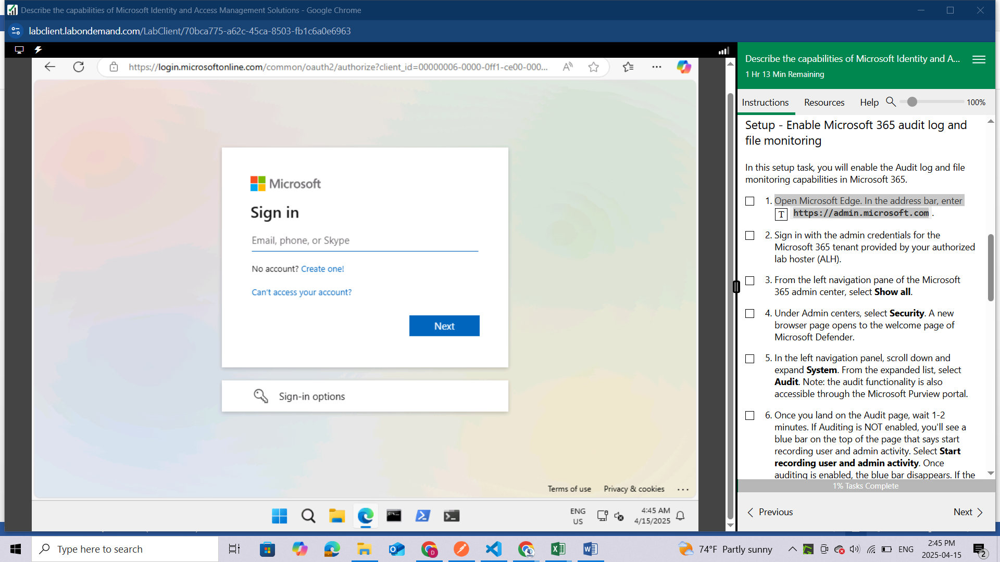 Describe the capabilities of Microsoft Identity and Access Management Solutions - Google Chrome
labclient.labondemand.com/LabClient/70bca775-a62c-45ca-8503-fb1c6a0e6963
https://login.microsoftonline.com/common/oauth2/authorize?client_id=00000006-0000-0ff1-ce00-000...
Microsoft
Sign in
Email, phone, or Skype
No account? Create one!
Can't access your account?
Next
Sign-in options
Terms of use
Privacy & cookies
ENG
US
4:45 AM
4/15/2025
Describe the capabilities of Microsoft Identity and A...
1 Hr 13 Min Remaining
Instructions
Resources
Help
100%
Setup - Enable Microsoft 365 audit log and
file monitoring
In this setup task, you will enable the Audit log and file
monitoring capabilities in Microsoft 365.
1. Open Microsoft Edge. In the address bar, enter
T https://admin.microsoft.com .
2. Sign in with the admin credentials for the
Microsoft 365 tenant provided by your authorized
lab hoster (ALH).
3. From the left navigation pane of the Microsoft
365 admin center, select Show all.
4. Under Admin centers, select Security. A new
browser page opens to the welcome page of
Microsoft Defender.
5. In the left navigation panel, scroll down and
expand System. From the expanded list, select
Audit. Note: the audit functionality is also
accessible through the Microsoft Purview portal.
6. Once you land on the Audit page, wait 1-2
minutes. If Auditing is NOT enabled, you'll see a
blue bar on the top of the page that says start
recording user and admin activity. Select Start
recording user and admin activity. Once
auditing is enabled, the blue bar disappears. If the
1% Tasks Complete
Previous
Next
Type here to search
74°F Partly sunny
ENG
2:45 PM
2025-04-15
2